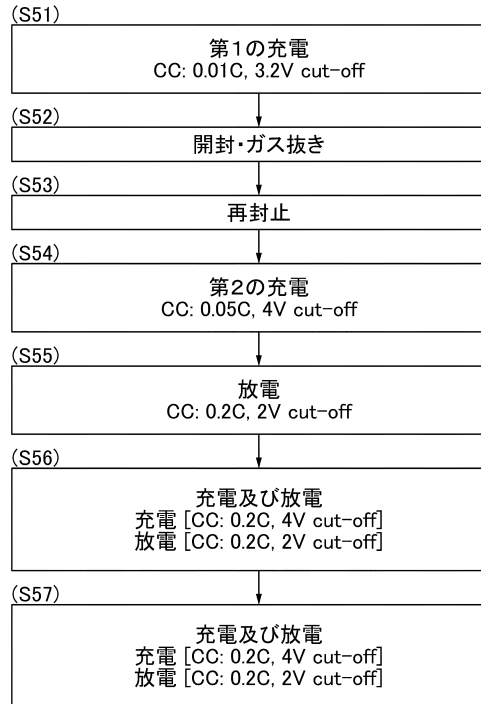 (S51)
第1の充電
CC: 0.01C, 3.2V cut-off
(S52)
開封・ガス抜き
(S53)
再封止
(S54)
第2の充電
CC: 0.05C, 4V cut-off
(S55)
放電
CC: 0.2C, 2V cut-off
(S56)
充電及び放電
充電 [CC: 0.2C, 4V cut-off]
放電 [CC: 0.2C, 2V cut-off]
(S57)
充電及び放電
充電 [CC: 0.2C, 4V cut-off]
放電 [CC: 0.2C, 2V cut-off]